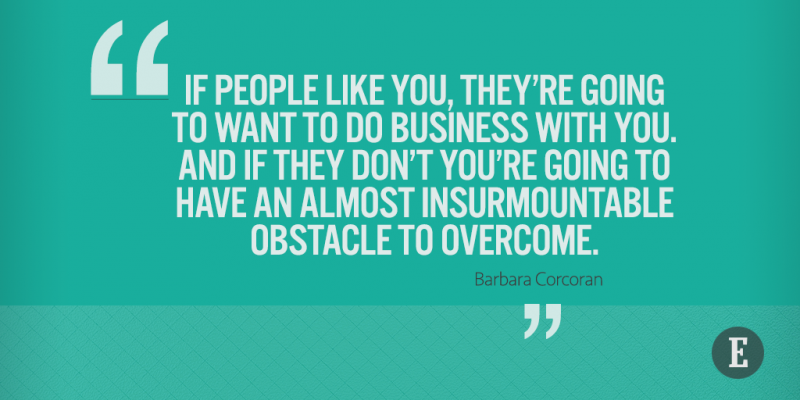 “
IF PEOPLE LIKE YOU, THEY’RE GOING
TO WANT TO DO BUSINESS WITH YOU.
AND IF THEY DON’T YOU’RE GOING TO
HAVE AN ALMOST INSURMOUNTABLE
OBSTACLE TO OVERCOME.
Barbara Corcoran
”
E